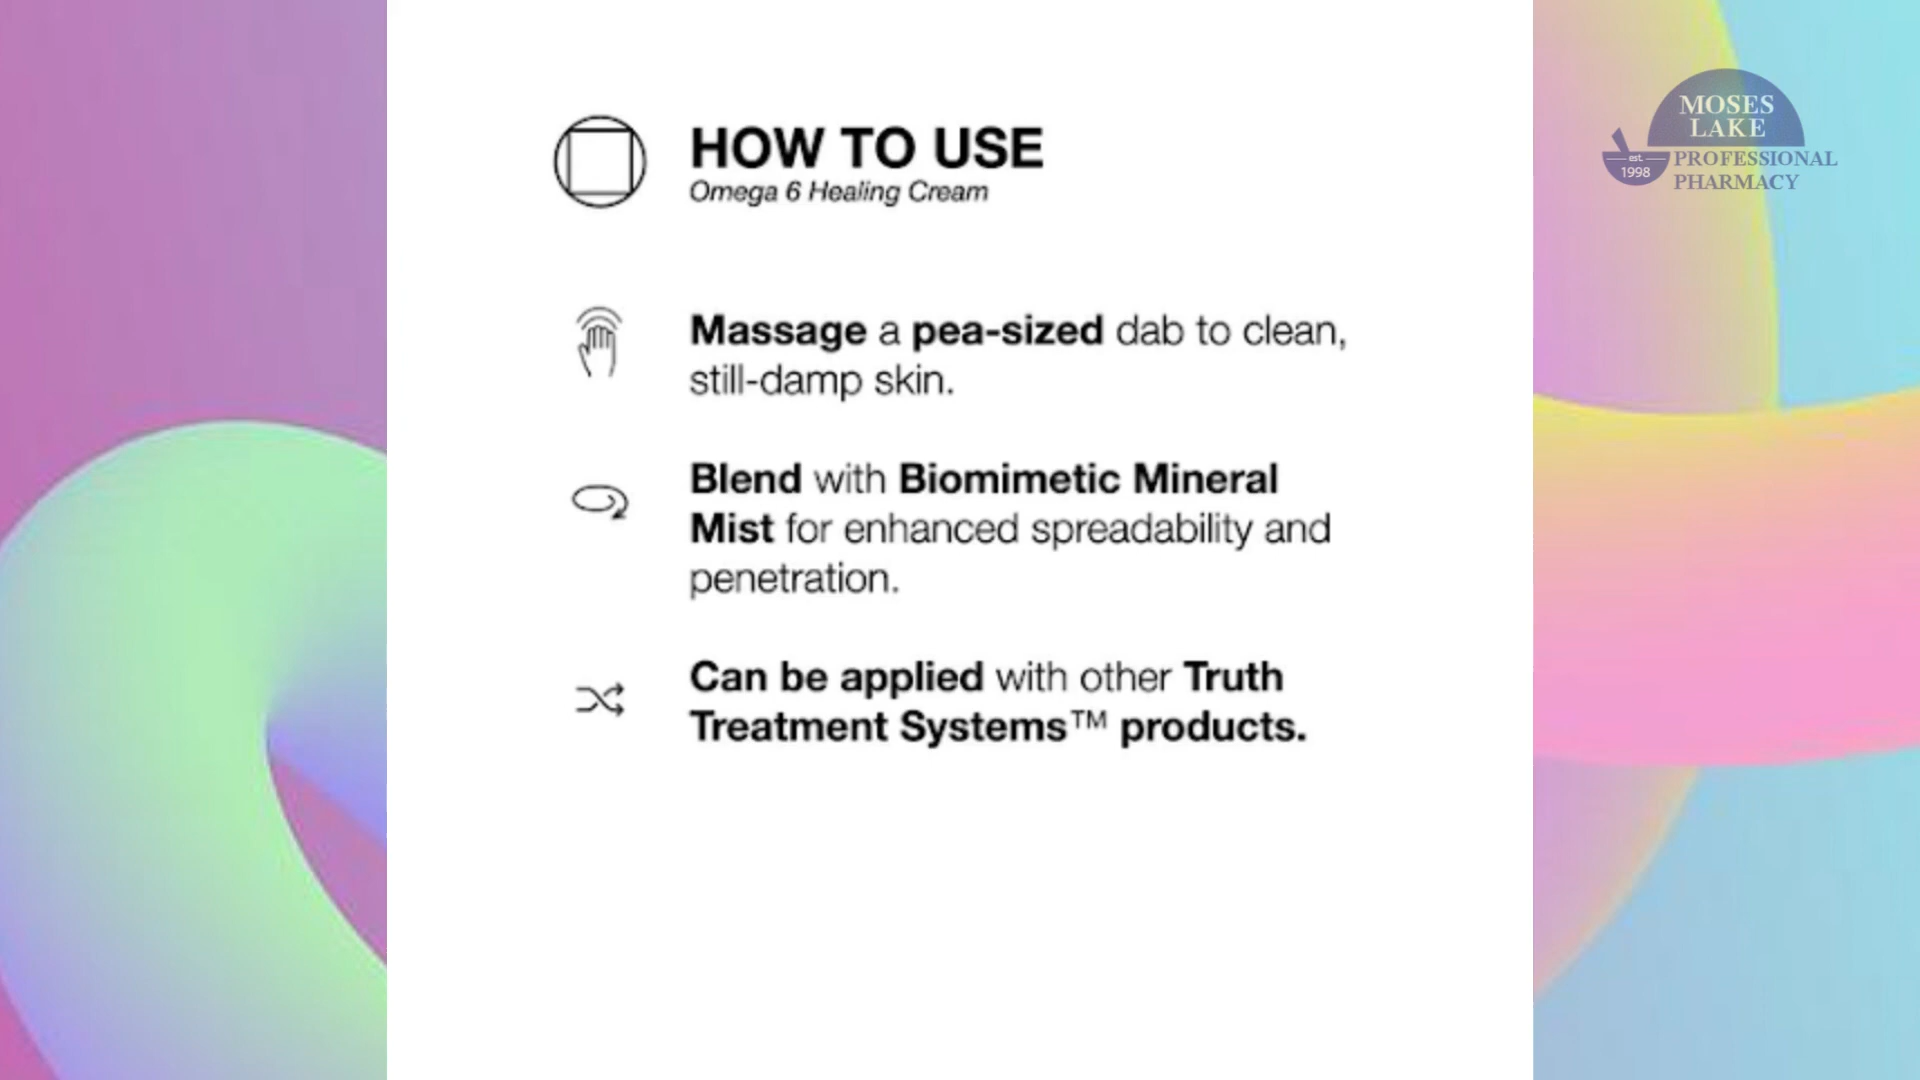 HOW TO USE
Omega 6 Healing Cream
Massage a pea-sized dab to clean,
still-damp skin.
Blend with Biomimetic Mineral
Mist for enhanced spreadability and
penetration.
Can be applied with other Truth
Treatment Systems™ products.
MOSES
LAKE
est.
1998
PROFESSIONAL
PHARMACY